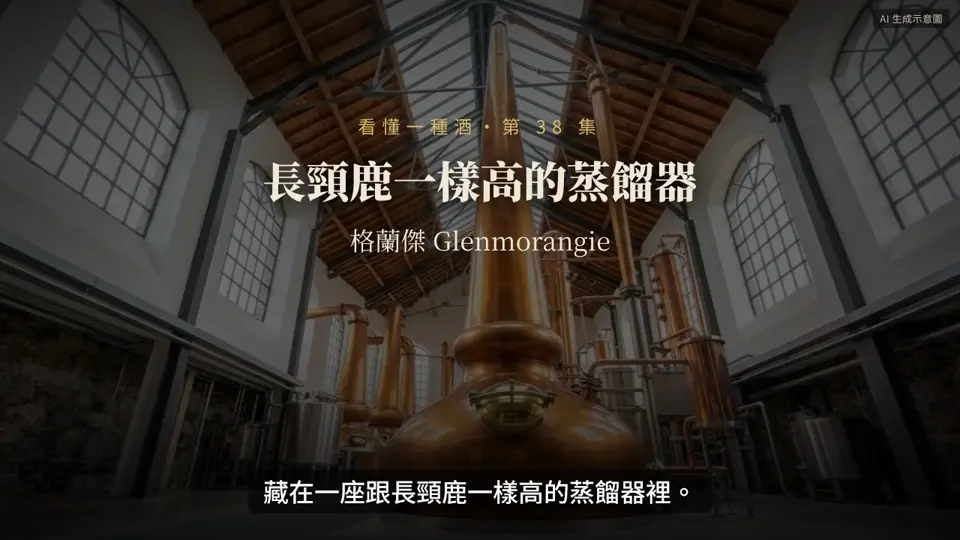 AI 生成示意圖
看懂一種酒・第 38 集
長頸鹿一樣高的蒸餾器
格蘭傑 Glenmorangie
藏在一座跟長頸鹿一樣高的蒸餾器裡。